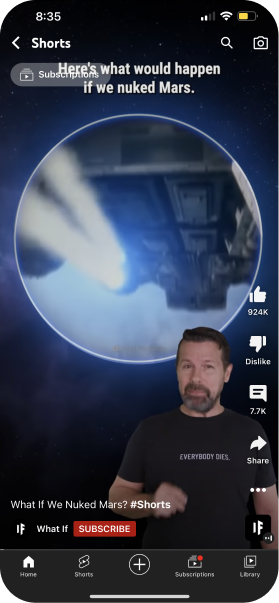 8:35
Shorts
Subscriptions
Here's what would happen
if we nuked Mars.
924K
Dislike
7.7K
EVERYBODY DIES.
Share
What If We Nuked Mars? #Shorts
What If SUBSCRIBE
Home Shorts Subscriptions Library